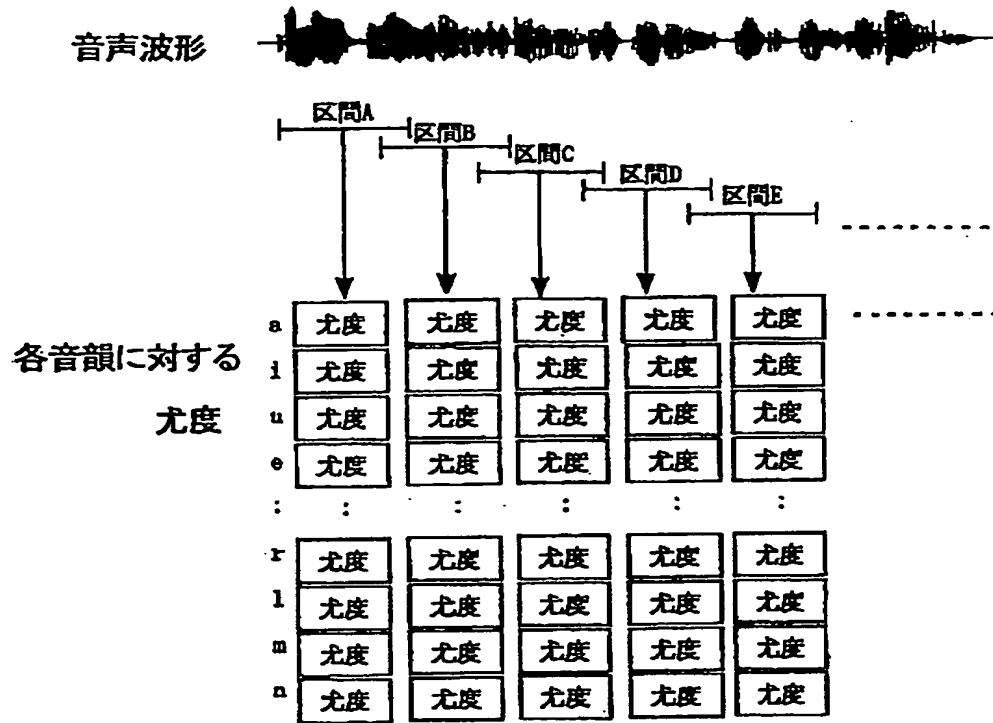 音声波形
区間A
区間B
区間C
区間D
区間E
a 尤度 尤度 尤度 尤度 尤度
各音韻に対する
i 尤度 尤度 尤度 尤度 尤度
尤度
u 尤度 尤度 尤度 尤度 尤度
e 尤度 尤度 尤度 尤度 尤度
: : : : : :
r 尤度 尤度 尤度 尤度 尤度
l 尤度 尤度 尤度 尤度 尤度
m 尤度 尤度 尤度 尤度 尤度
n 尤度 尤度 尤度 尤度 尤度